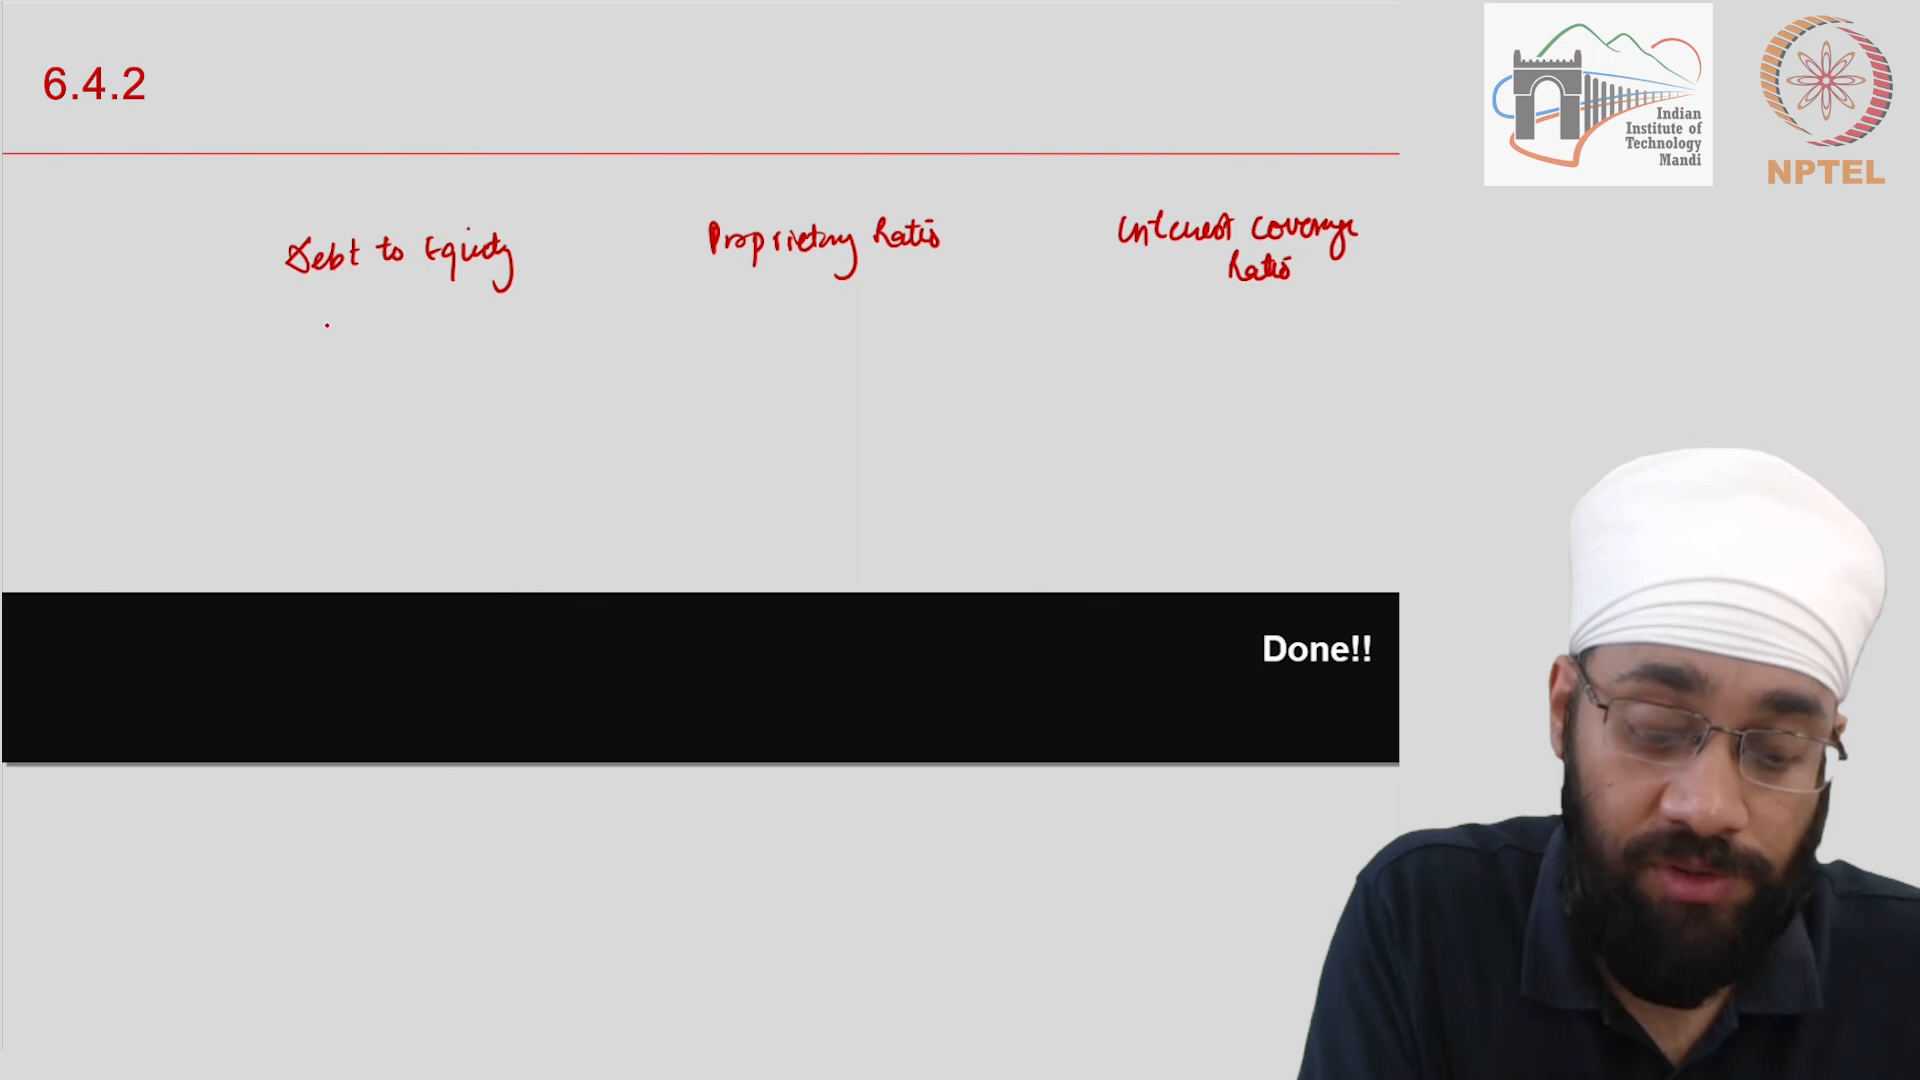 6.4.2
Indian
Institute of
Technology
Mandi
NPTEL
Debt to Equity
Proprietary Ratio
Interest Coverage
Ratio
Done!!